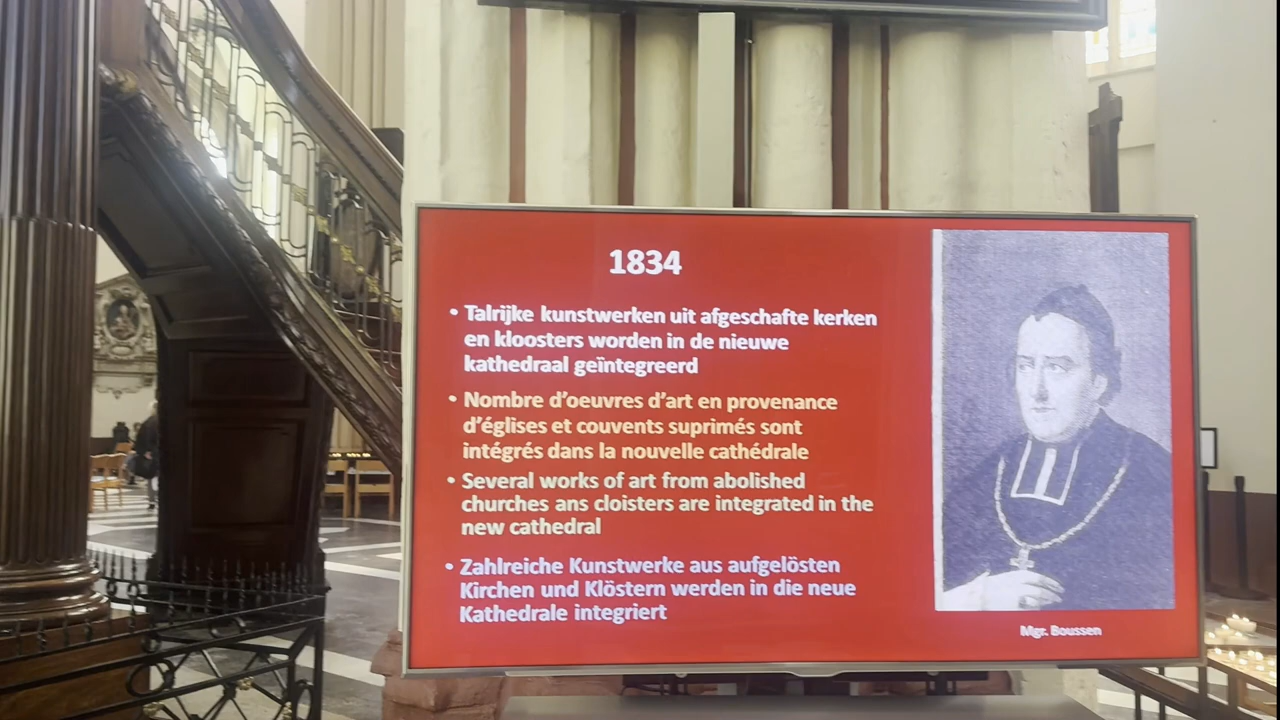 1834
• Talrijke kunstwerken uit afgeschafte kerken
en kloosters worden in de nieuwe
kathedraal geïntegreerd
• Nombre d'oeuvres d'art en provenance
d'églises et couvents suprimés sont
intégrés dans la nouvelle cathédrale
• Several works of art from abolished
churches ans cloisters are integrated in the
new cathedral
• Zahlreiche Kunstwerke aus aufgelösten
Kirchen und Klöstern werden in die neue
Kathedrale integriert
Mgr. Boussen